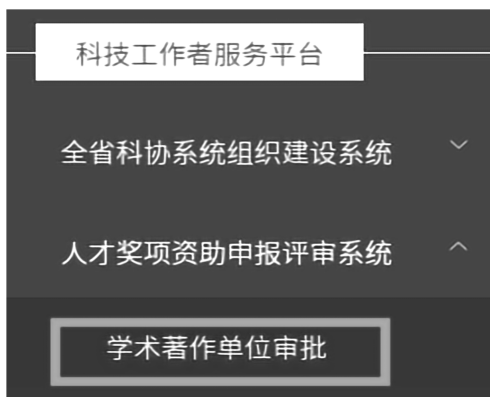 科技工作者服务平台
全省科协系统组织建设系统
人才奖项资助申报评审系统
学术著作单位审批